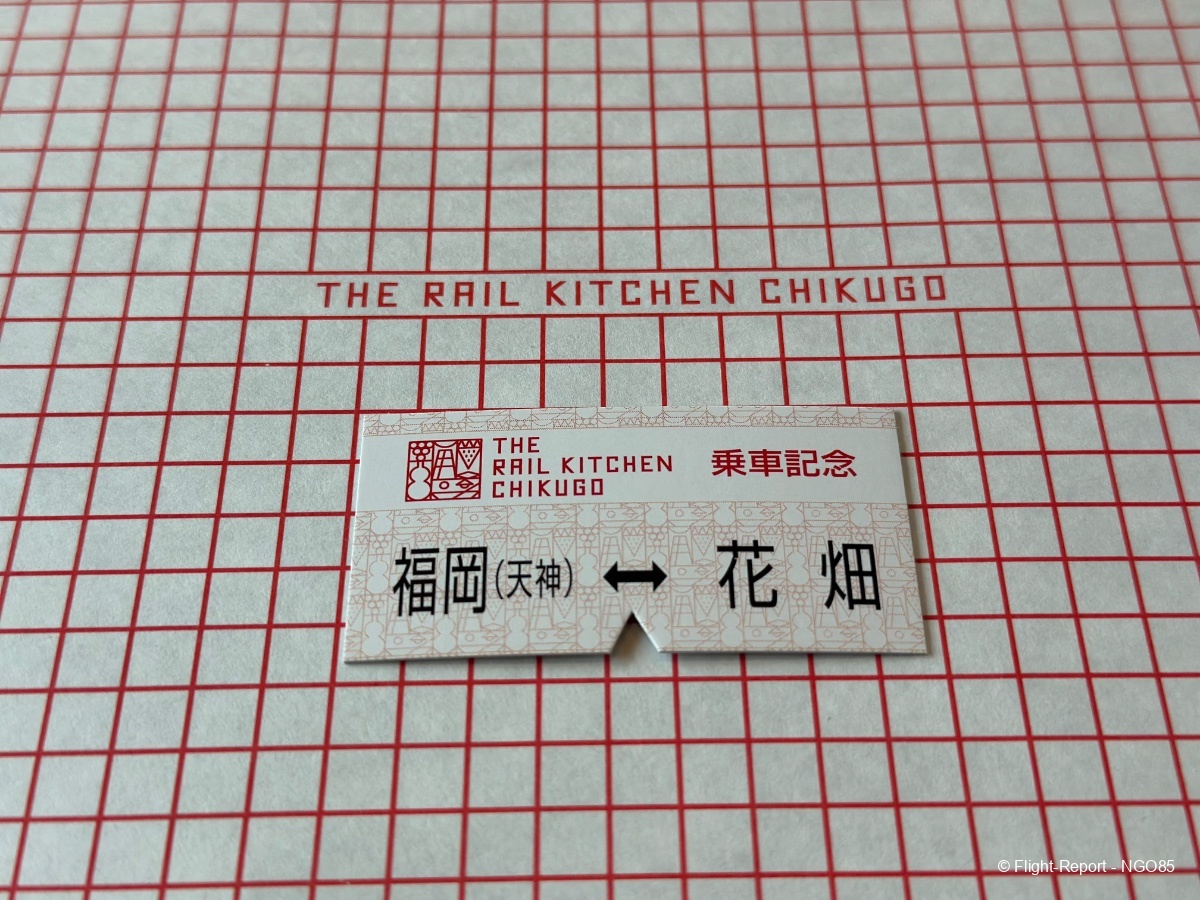 THE RAIL KITCHEN CHIKUGO
THE
RAIL KITCHEN
CHIKUGO
乗車記念
福岡(天神) ↔ 花畑
© Flight-Report - NGO85